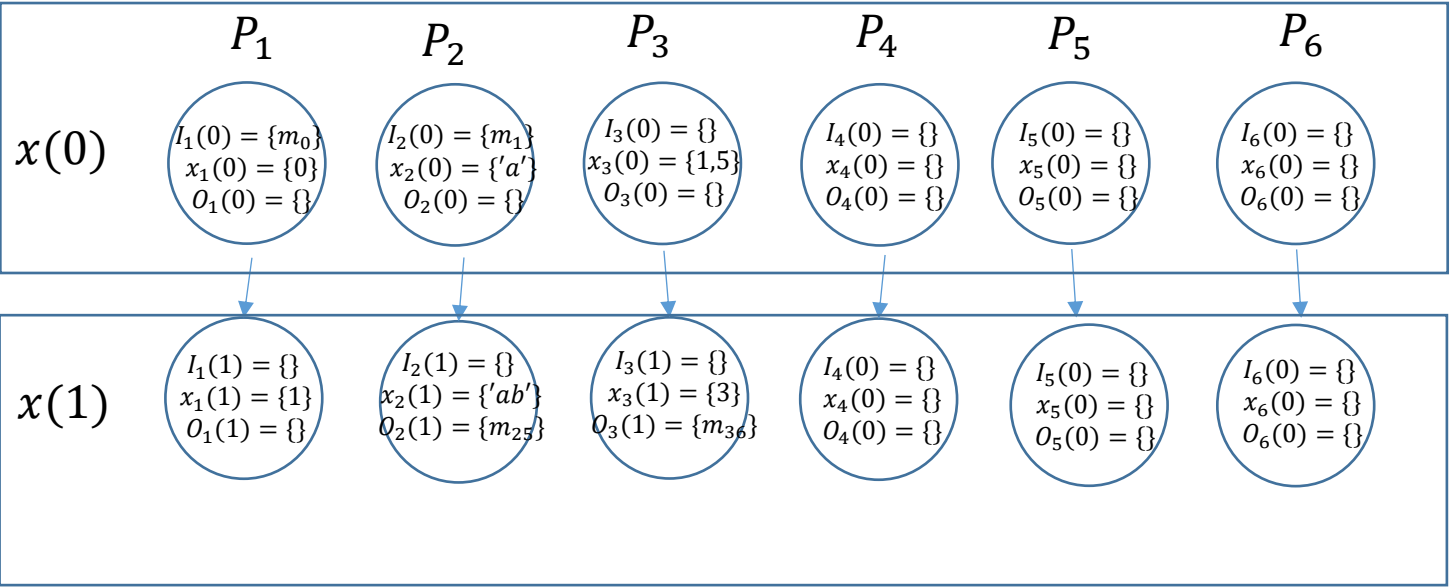 P₁ P₂ P₃ P₄ P₅ P₆
x(0)
I₁(0) = {m₀}
x₁(0) = {0}
O₁(0) = {}
I₂(0) = {m₁}
x₂(0) = {′a′}
O₂(0) = {}
I₃(0) = {}
x₃(0) = {1,5}
O₃(0) = {}
I₄(0) = {}
x₄(0) = {}
O₄(0) = {}
I₅(0) = {}
x₅(0) = {}
O₅(0) = {}
I₆(0) = {}
x₆(0) = {}
O₆(0) = {}
x(1)
I₁(1) = {}
x₁(1) = {1}
O₁(1) = {}
I₂(1) = {}
x₂(1) = {′ab′}
O₂(1) = {m₂₅}
I₃(1) = {}
x₃(1) = {3}
O₃(1) = {m₃₆}
I₄(0) = {}
x₄(0) = {}
O₄(0) = {}
I₅(0) = {}
x₅(0) = {}
O₅(0) = {}
I₆(0) = {}
x₆(0) = {}
O₆(0) = {}